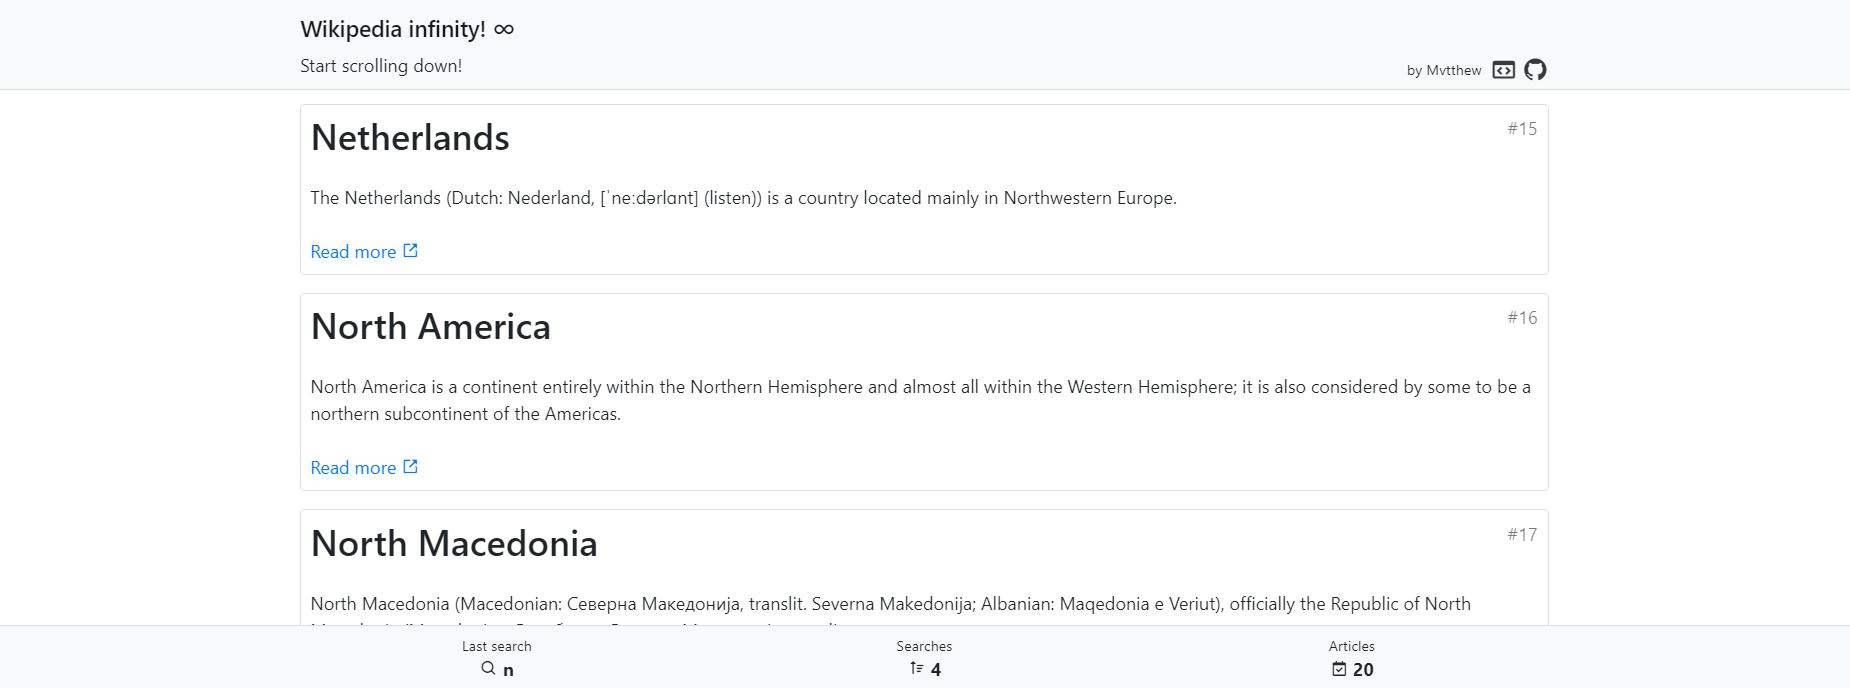 Wikipedia infinity! ∞
Start scrolling down!
by Mvtthew
Netherlands
#15
The Netherlands (Dutch: Nederland, [ˈneːdərlɑnt] (listen)) is a country located mainly in Northwestern Europe.
Read more
North America
#16
North America is a continent entirely within the Northern Hemisphere and almost all within the Western Hemisphere; it is also considered by some to be a
northern subcontinent of the Americas.
Read more
North Macedonia
#17
North Macedonia (Macedonian: Северна Македонија, translit. Severna Makedonija; Albanian: Maqedonia e Veriut), officially the Republic of North
Last search
Searches
Articles
n
4
20